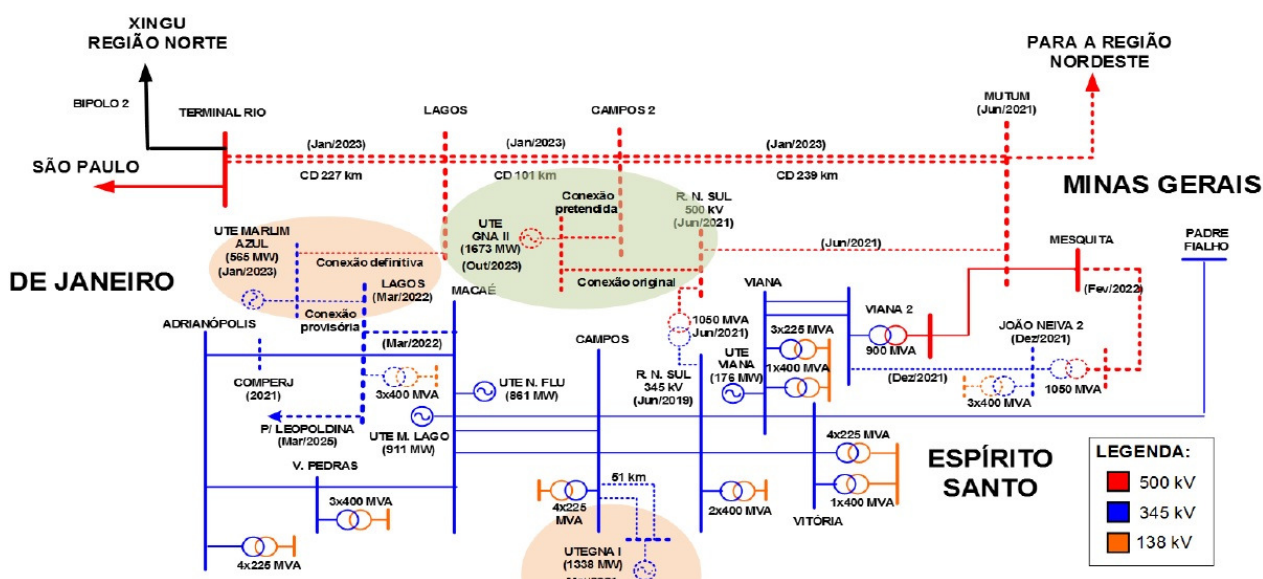 XINGU
REGIÃO NORTE
PARA A REGIÃO
NORDESTE
BIPOLO 2
TERMINAL RIO
LAGOS
CAMPOS 2
MUTUM
(Jun/2021)
(Jan/2023)
(Jan/2023)
(Jan/2023)
SÃO PAULO
CD 227 km
CD 101 km
CD 239 km
MINAS GERAIS
Conexão
pretendida
R. N. SUL
500 kV
(Jun/2021)
UTE MARLIM
AZUL
(565 MW)
(Jan/2023)
UTE
GNA II
(1673 MW)
(Out/2023)
(Jun/2021)
MESQUITA
PADRE
FIALHO
Conexão definitiva
Conexão original
DE JANEIRO
LAGOS
(Mar/2022)
MACAÉ
VIANA
(Fev/2022)
Conexão
provisória
ADRIANÓPOLIS
(Mar/2022)
CAMPOS
1050 MVA
Jun/2021)
3x225 MVA
VIANA 2
JOÃO NEIVA 2
(Dez/2021)
900 MVA
UTE
VIANA
(176 MW)
1x400 MVA
R. N. SUL
345 kV
(Jun/2019)
(Dez/2021)
1050 MVA
COMPERJ
(2021)
3x400 MVA
UTE N. FLU
(861 MW)
3x400 MVA
P/ LEOPOLDINA
(Mar/2025)
UTE M. LAGO
(911 MW)
4x225 MVA
ESPÍRITO
SANTO
LEGENDA:
500 kV
345 kV
138 kV
V. PEDRAS
3x400 MVA
51 km
4x225
MVA
2x400 MVA
1x400 MVA
VITÓRIA
UTEGNA I
(1338 MW)
4x225 MVA